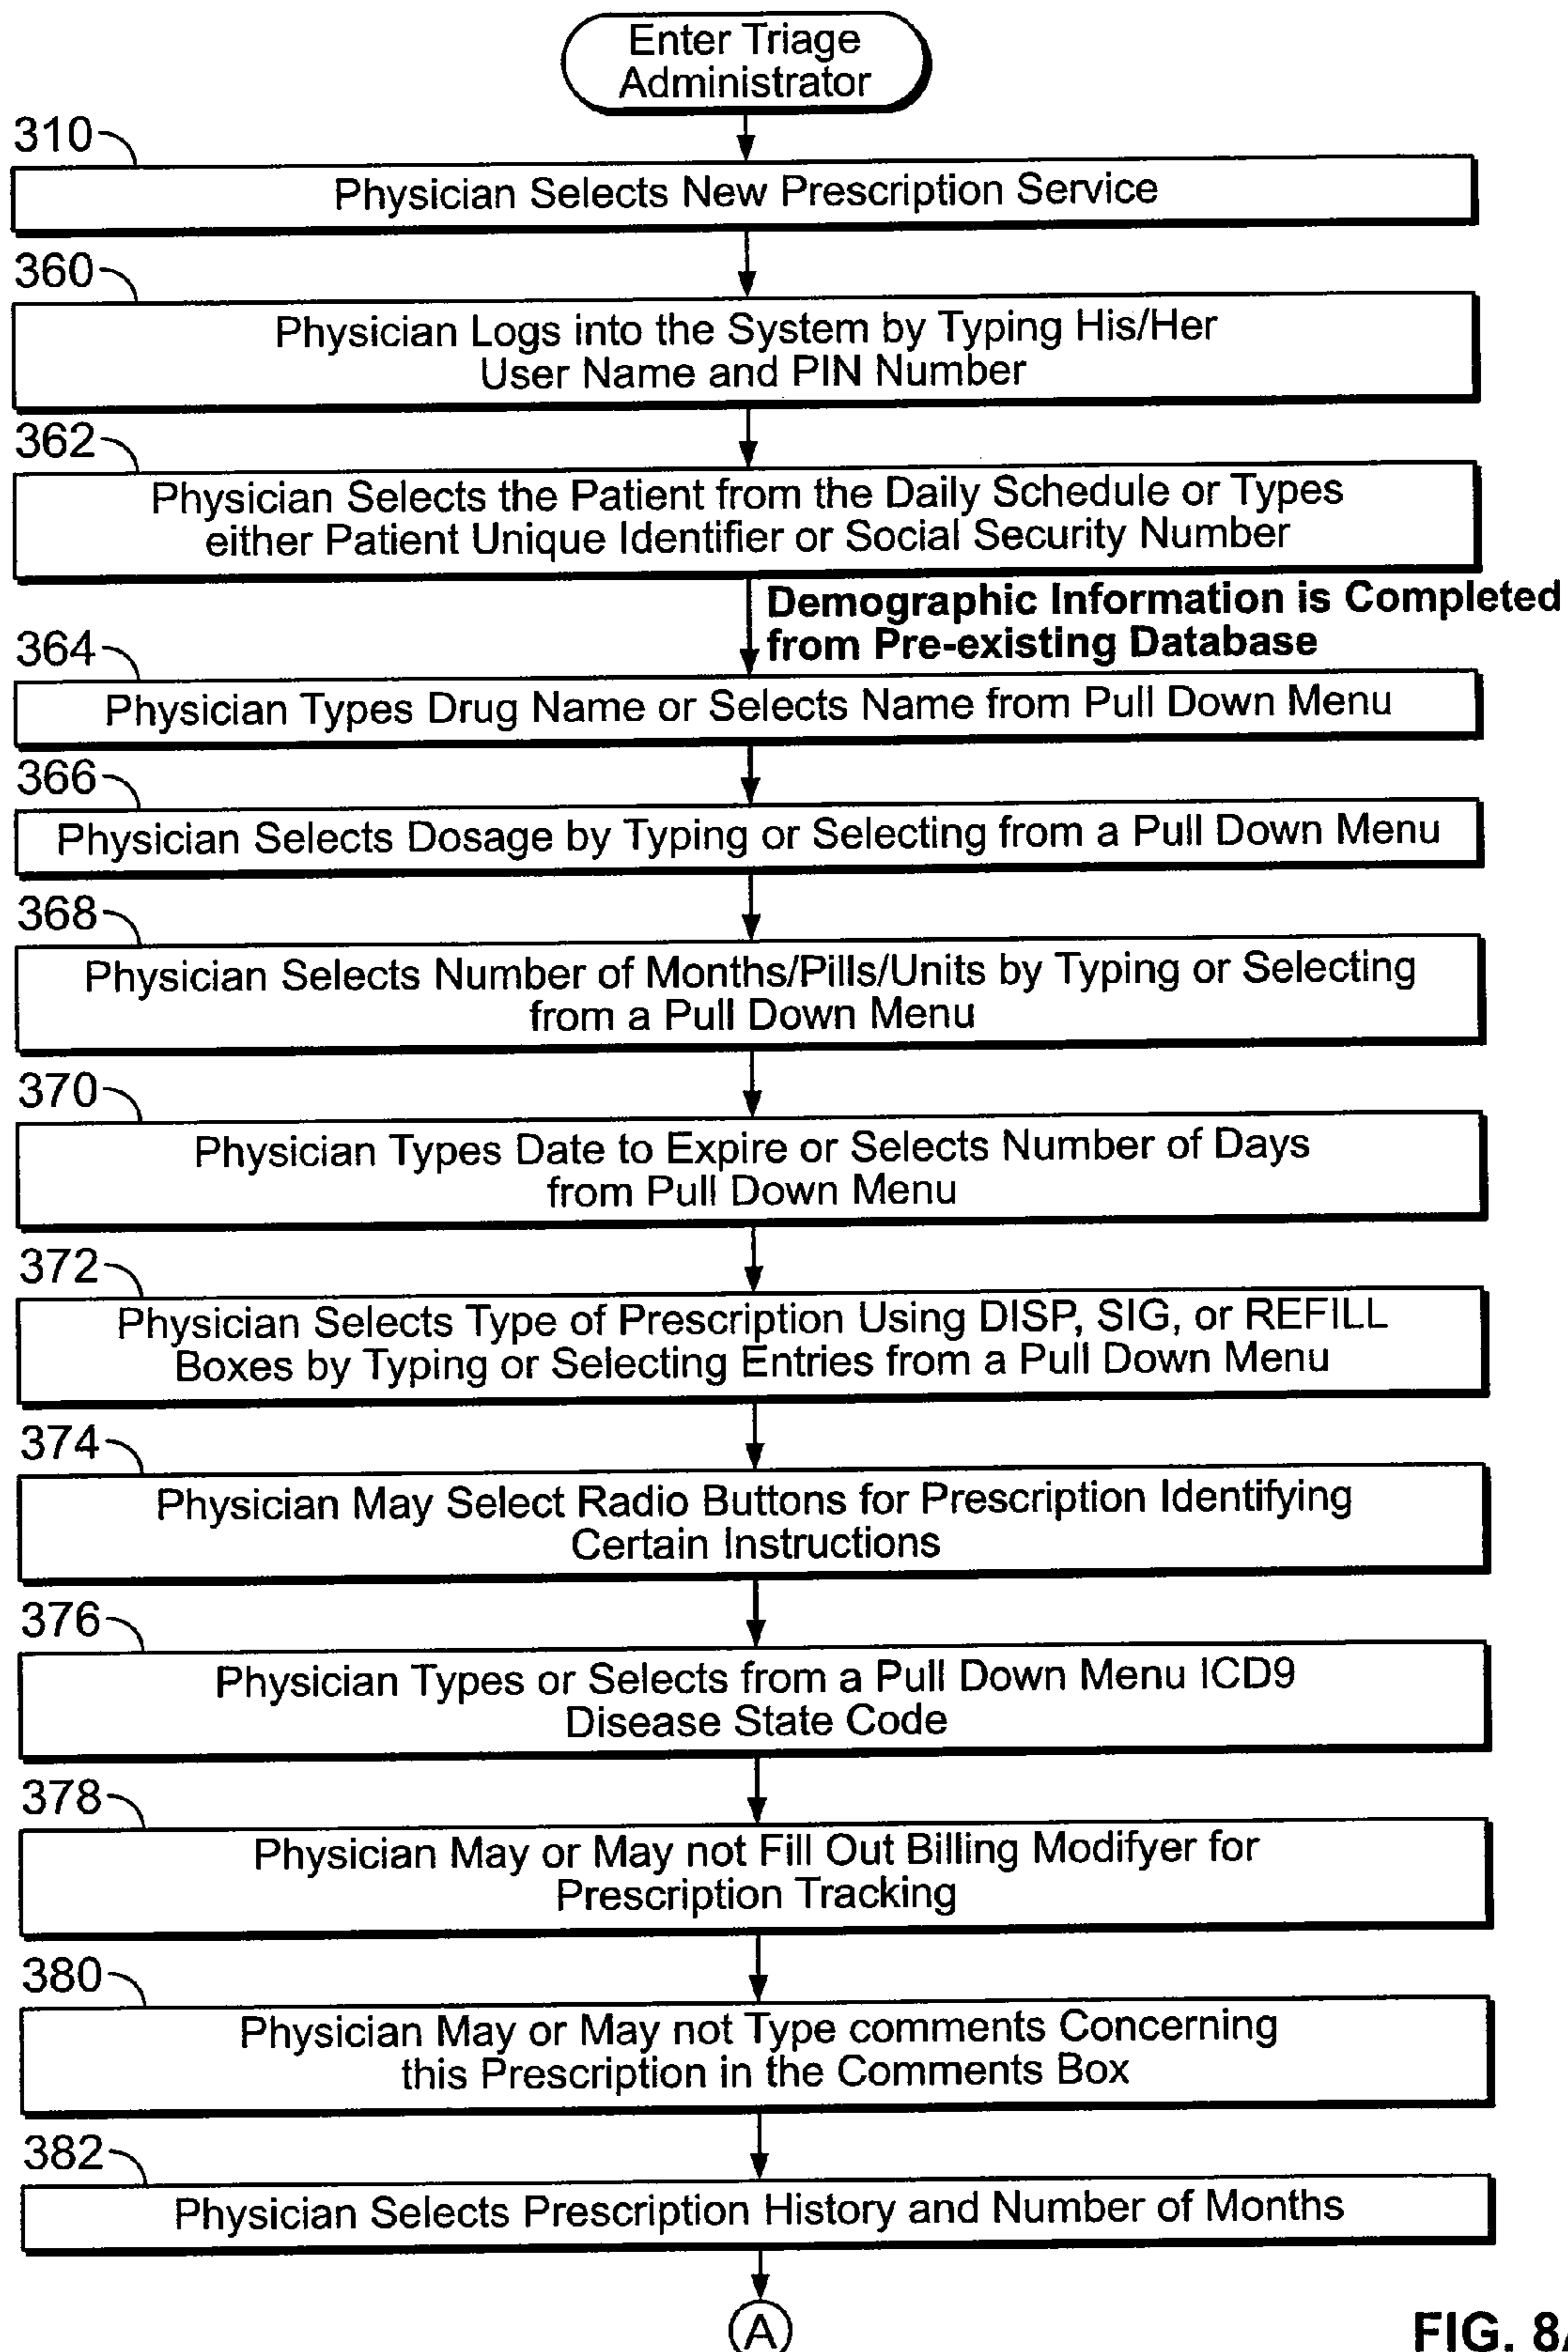 Enter Triage
Administrator
310
Physician Selects New Prescription Service
360
Physician Logs into the System by Typing His/Her
User Name and PIN Number
362
Physician Selects the Patient from the Daily Schedule or Types
either Patient Unique Identifier or Social Security Number
Demographic Information is Completed
from Pre-existing Database
364
Physician Types Drug Name or Selects Name from Pull Down Menu
366
Physician Selects Dosage by Typing or Selecting from a Pull Down Menu
368
Physician Selects Number of Months/Pills/Units by Typing or Selecting
from a Pull Down Menu
370
Physician Types Date to Expire or Selects Number of Days
from Pull Down Menu
372
Physician Selects Type of Prescription Using DISP, SIG, or REFILL
Boxes by Typing or Selecting Entries from a Pull Down Menu
374
Physician May Select Radio Buttons for Prescription Identifying
Certain Instructions
376
Physician Types or Selects from a Pull Down Menu ICD9
Disease State Code
378
Physician May or May not Fill Out Billing Modifyer for
Prescription Tracking
380
Physician May or May not Type comments Concerning
this Prescription in the Comments Box
382
Physician Selects Prescription History and Number of Months
A
FIG. 8